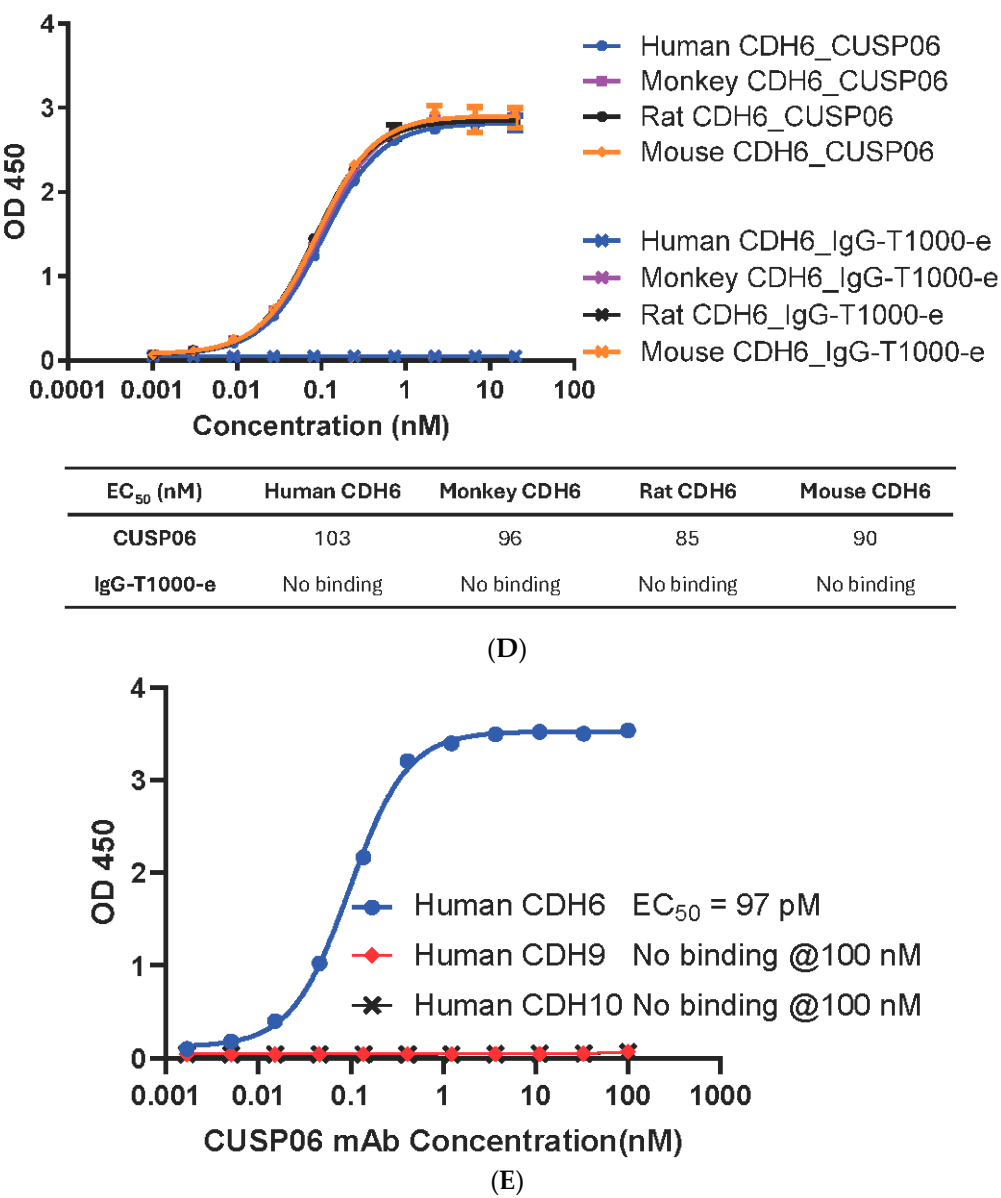 4
3
2
1
0
OD 450
0.0001 0.001 0.01 0.1 1 10 100
Concentration (nM)
Human CDH6_CUSP06
Monkey CDH6_CUSP06
Rat CDH6_CUSP06
Mouse CDH6_CUSP06
Human CDH6_IgG-T1000-e
Monkey CDH6_IgG-T1000-e
Rat CDH6_IgG-T1000-e
Mouse CDH6_IgG-T1000-e
EC50 (nM) Human CDH6 Monkey CDH6 Rat CDH6 Mouse CDH6
CUSP06 103 96 85 90
IgG-T1000-e No binding No binding No binding No binding
(D)
4
3
2
1
0
OD 450
Human CDH6 EC50 = 97 pM
Human CDH9 No binding @100 nM
Human CDH10 No binding @100 nM
0.001 0.01 0.1 1 10 100 1000
CUSP06 mAb Concentration(nM)
(E)